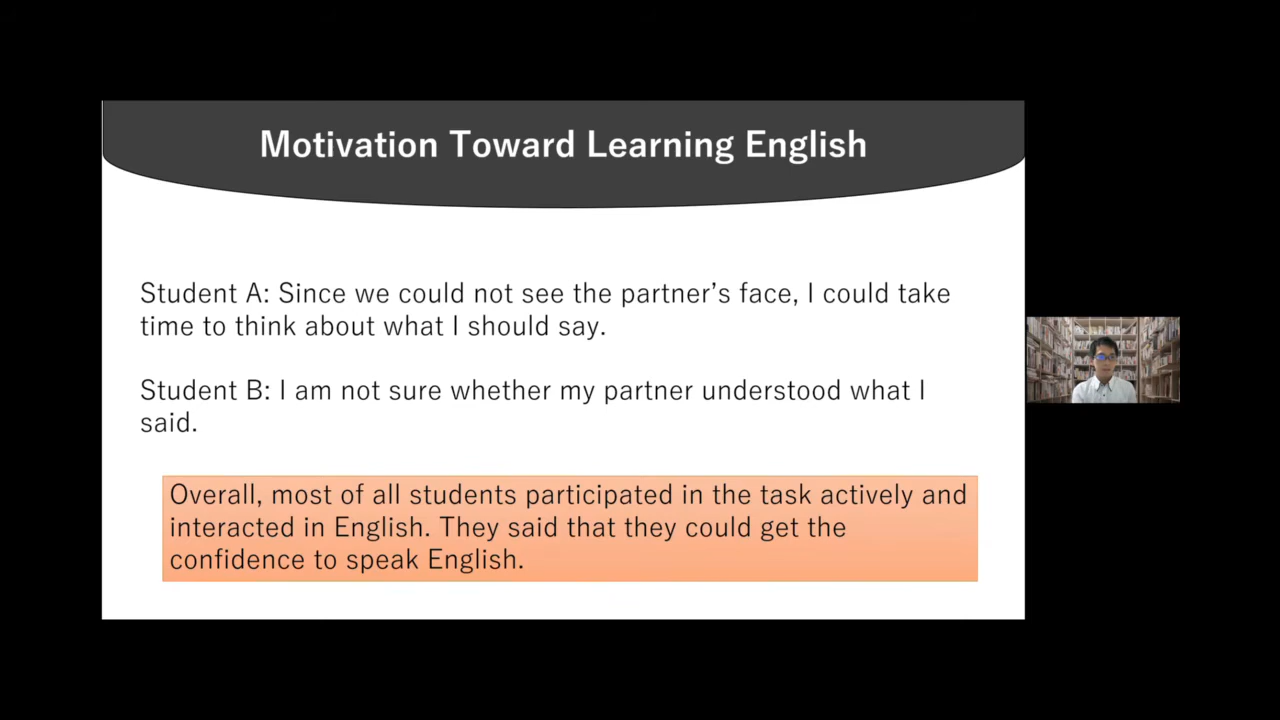 Motivation Toward Learning English
Student A: Since we could not see the partner’s face, I could take
time to think about what I should say.
Student B: I am not sure whether my partner understood what I
said.
Overall, most of all students participated in the task actively and
interacted in English. They said that they could get the
confidence to speak English.